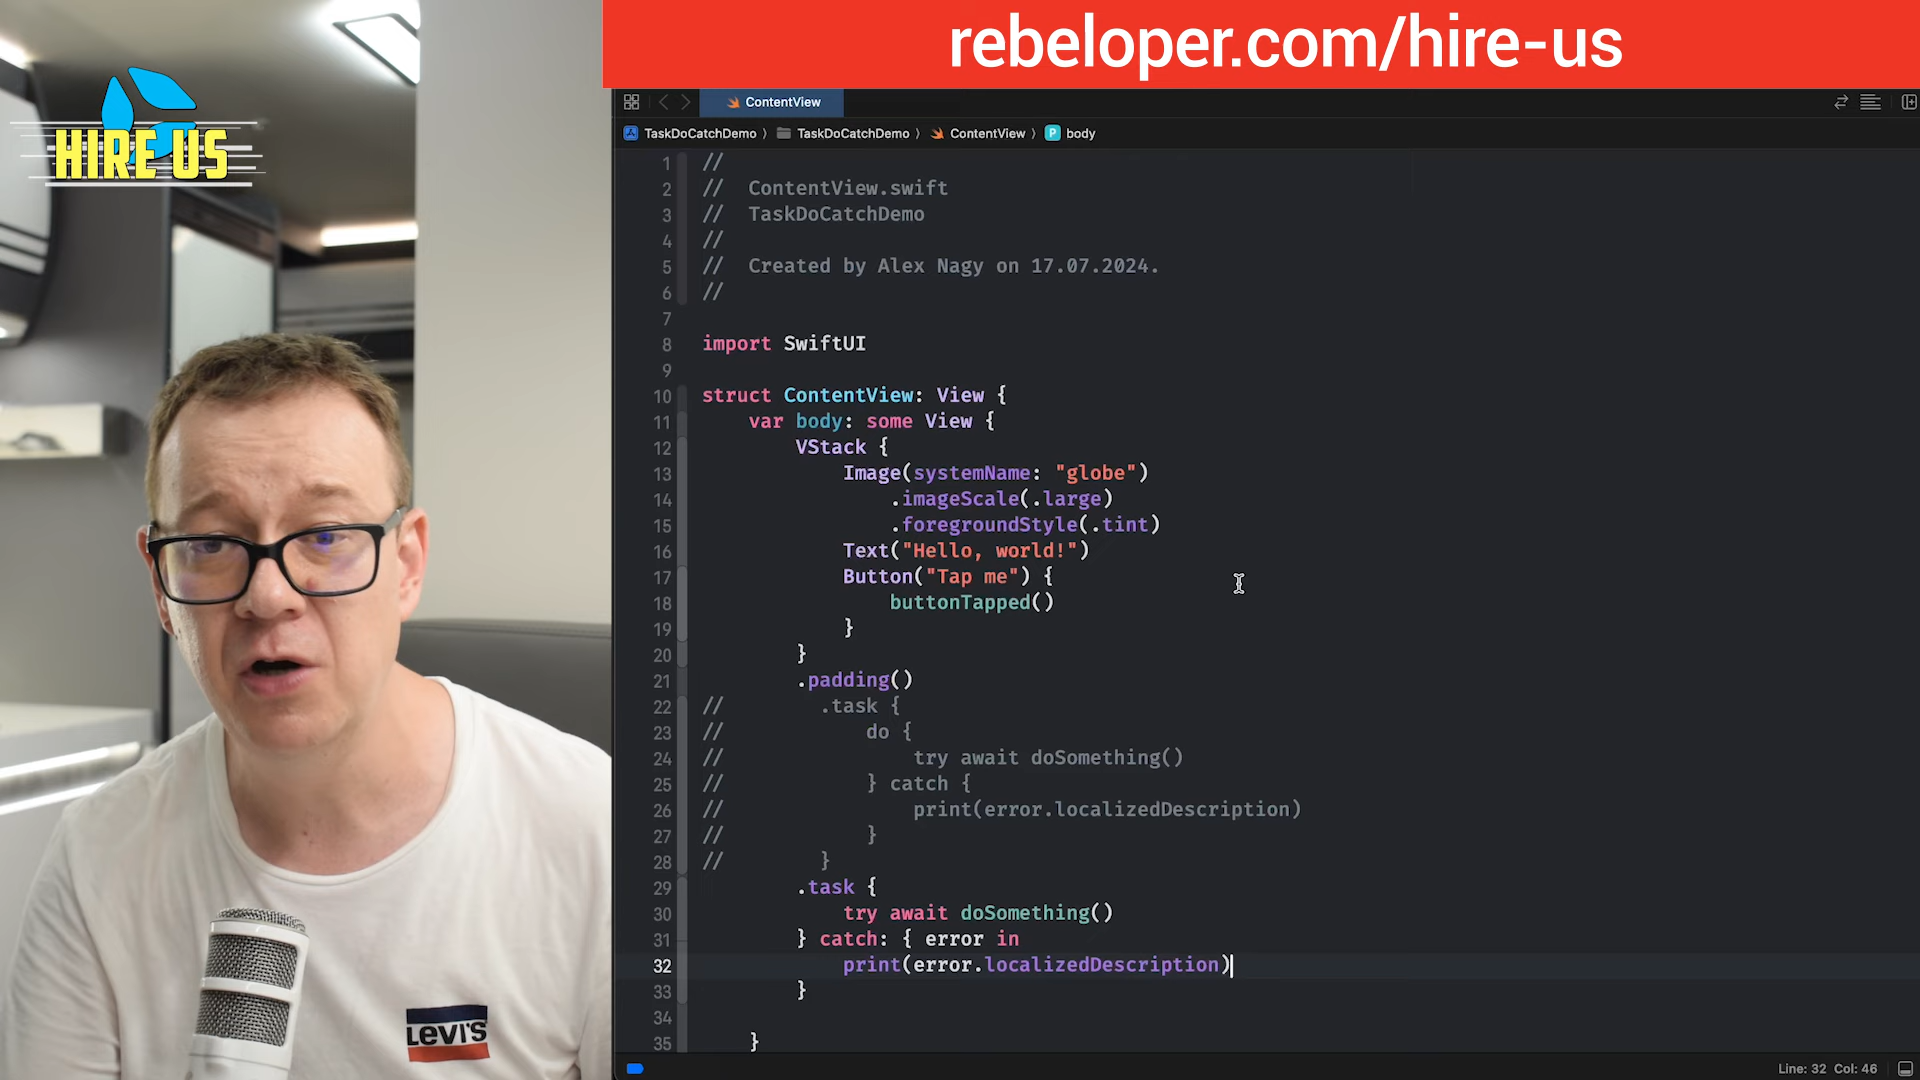 rebeloper.com/hire-us
HIRE US
ContentView
TaskDoCatchDemo 〉 TaskDoCatchDemo 〉 ContentView 〉 P body
1 //
2 //  ContentView.swift
3 //  TaskDoCatchDemo
4 //
5 //  Created by Alex Nagy on 17.07.2024.
6 //
7
8 import SwiftUI
9
10 struct ContentView: View {
11     var body: some View {
12         VStack {
13             Image(systemName: "globe")
14                 .imageScale(.large)
15                 .foregroundStyle(.tint)
16             Text("Hello, world!")
17             Button("Tap me") {
18                 buttonTapped()
19             }
20         }
21         .padding()
22 //        .task {
23 //            do {
24 //                try await doSomething()
25 //            } catch {
26 //                print(error.localizedDescription)
27 //            }
28 //        }
29         .task {
30             try await doSomething()
31         } catch: { error in
32             print(error.localizedDescription)
33         }
34
35     }
LEVI'S
Line: 32 Col: 46